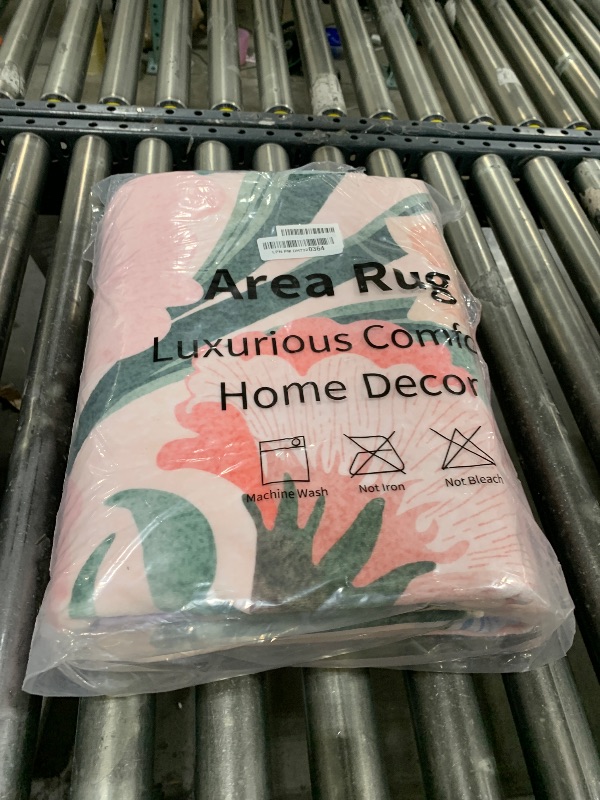 Area Rug
Luxurious Comfo
Home Decor
Machine Wash
Not Iron
Not Bleach